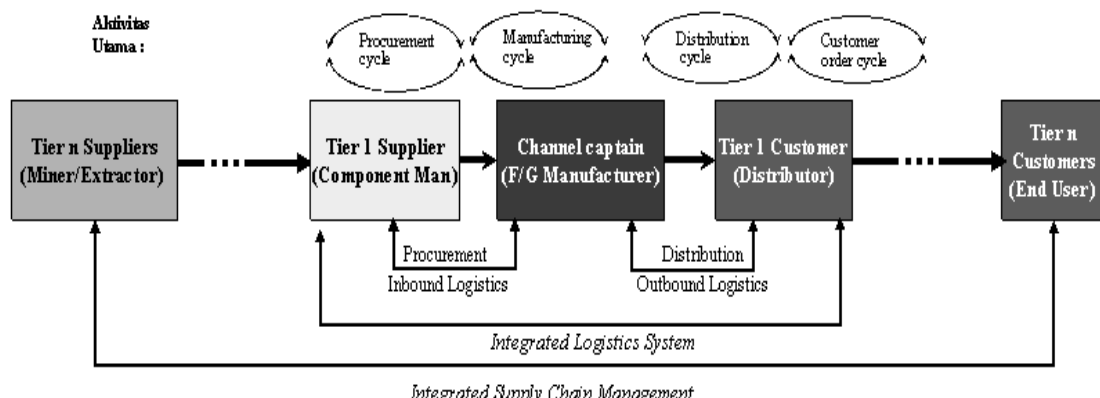 Aktivitas
Utama :
Procurement
cycle
Manufacturing
cycle
Distribution
cycle
Customer
order cycle
Tier n Suppliers
(Miner/Extractor)
Tier 1 Supplier
(Component Man)
Channel captain
(F/G Manufacturer)
Tier 1 Customer
(Distributor)
Tier n
Customers
(End User)
Procurement
Inbound Logistics
Distribution
Outbound Logistics
Integrated Logistics System
Integrated Supply Chain Management